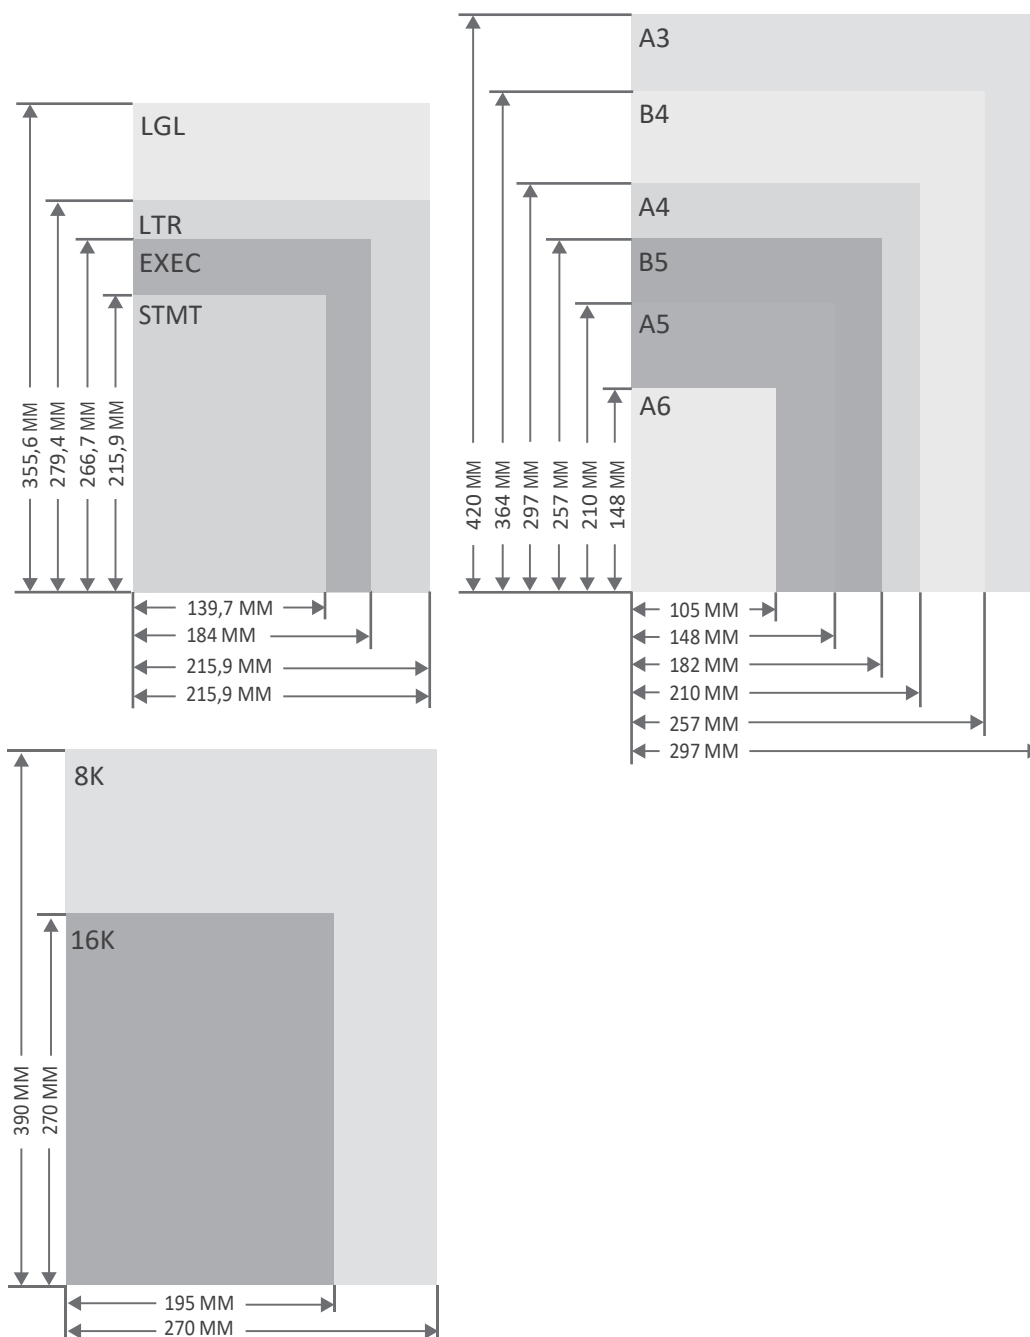 LGL
LTR
EXEC
STMT
355,6 MM
279,4 MM
266,7 MM
215,9 MM
139,7 MM
184 MM
215,9 MM
215,9 MM
A3
B4
A4
B5
A5
A6
420 MM
364 MM
297 MM
257 MM
210 MM
148 MM
105 MM
148 MM
182 MM
210 MM
257 MM
297 MM
8K
16K
390 MM
270 MM
195 MM
270 MM